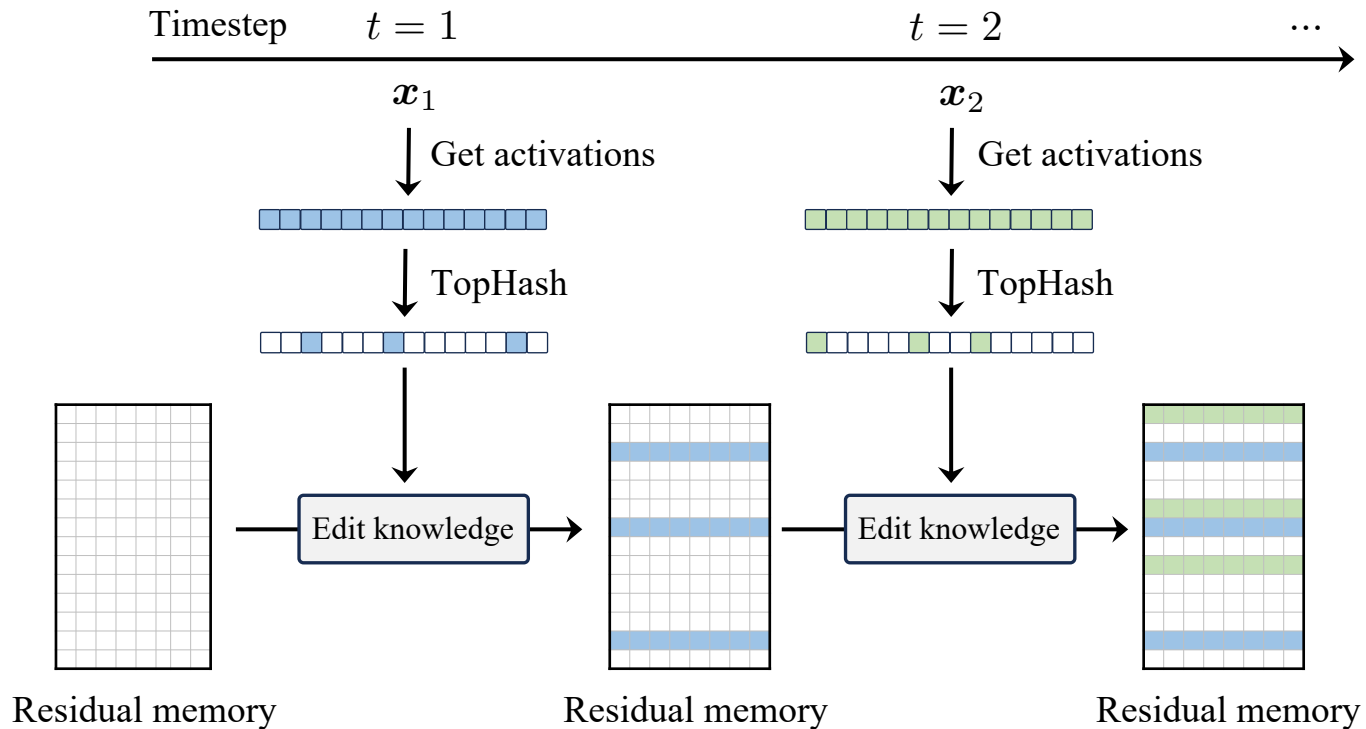 Timestep t = 1 t = 2 ...
x₁ x₂
Get activations Get activations
TopHash TopHash
Edit knowledge Edit knowledge
Residual memory Residual memory Residual memory